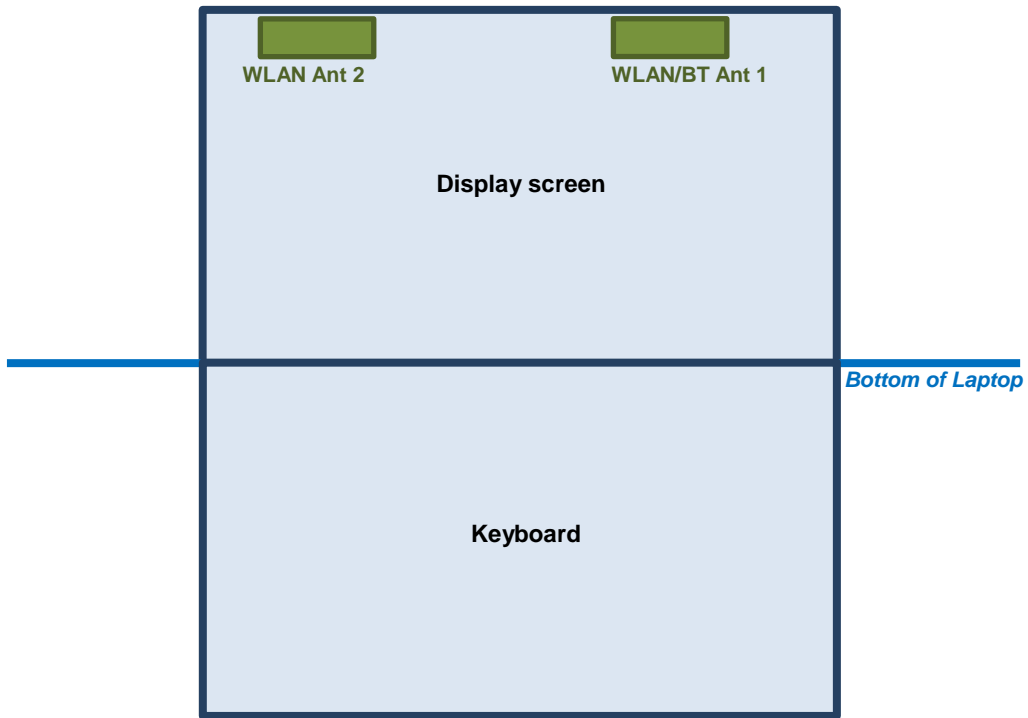 WLAN Ant 2
WLAN/BT Ant 1
Display screen
Bottom of Laptop
Keyboard